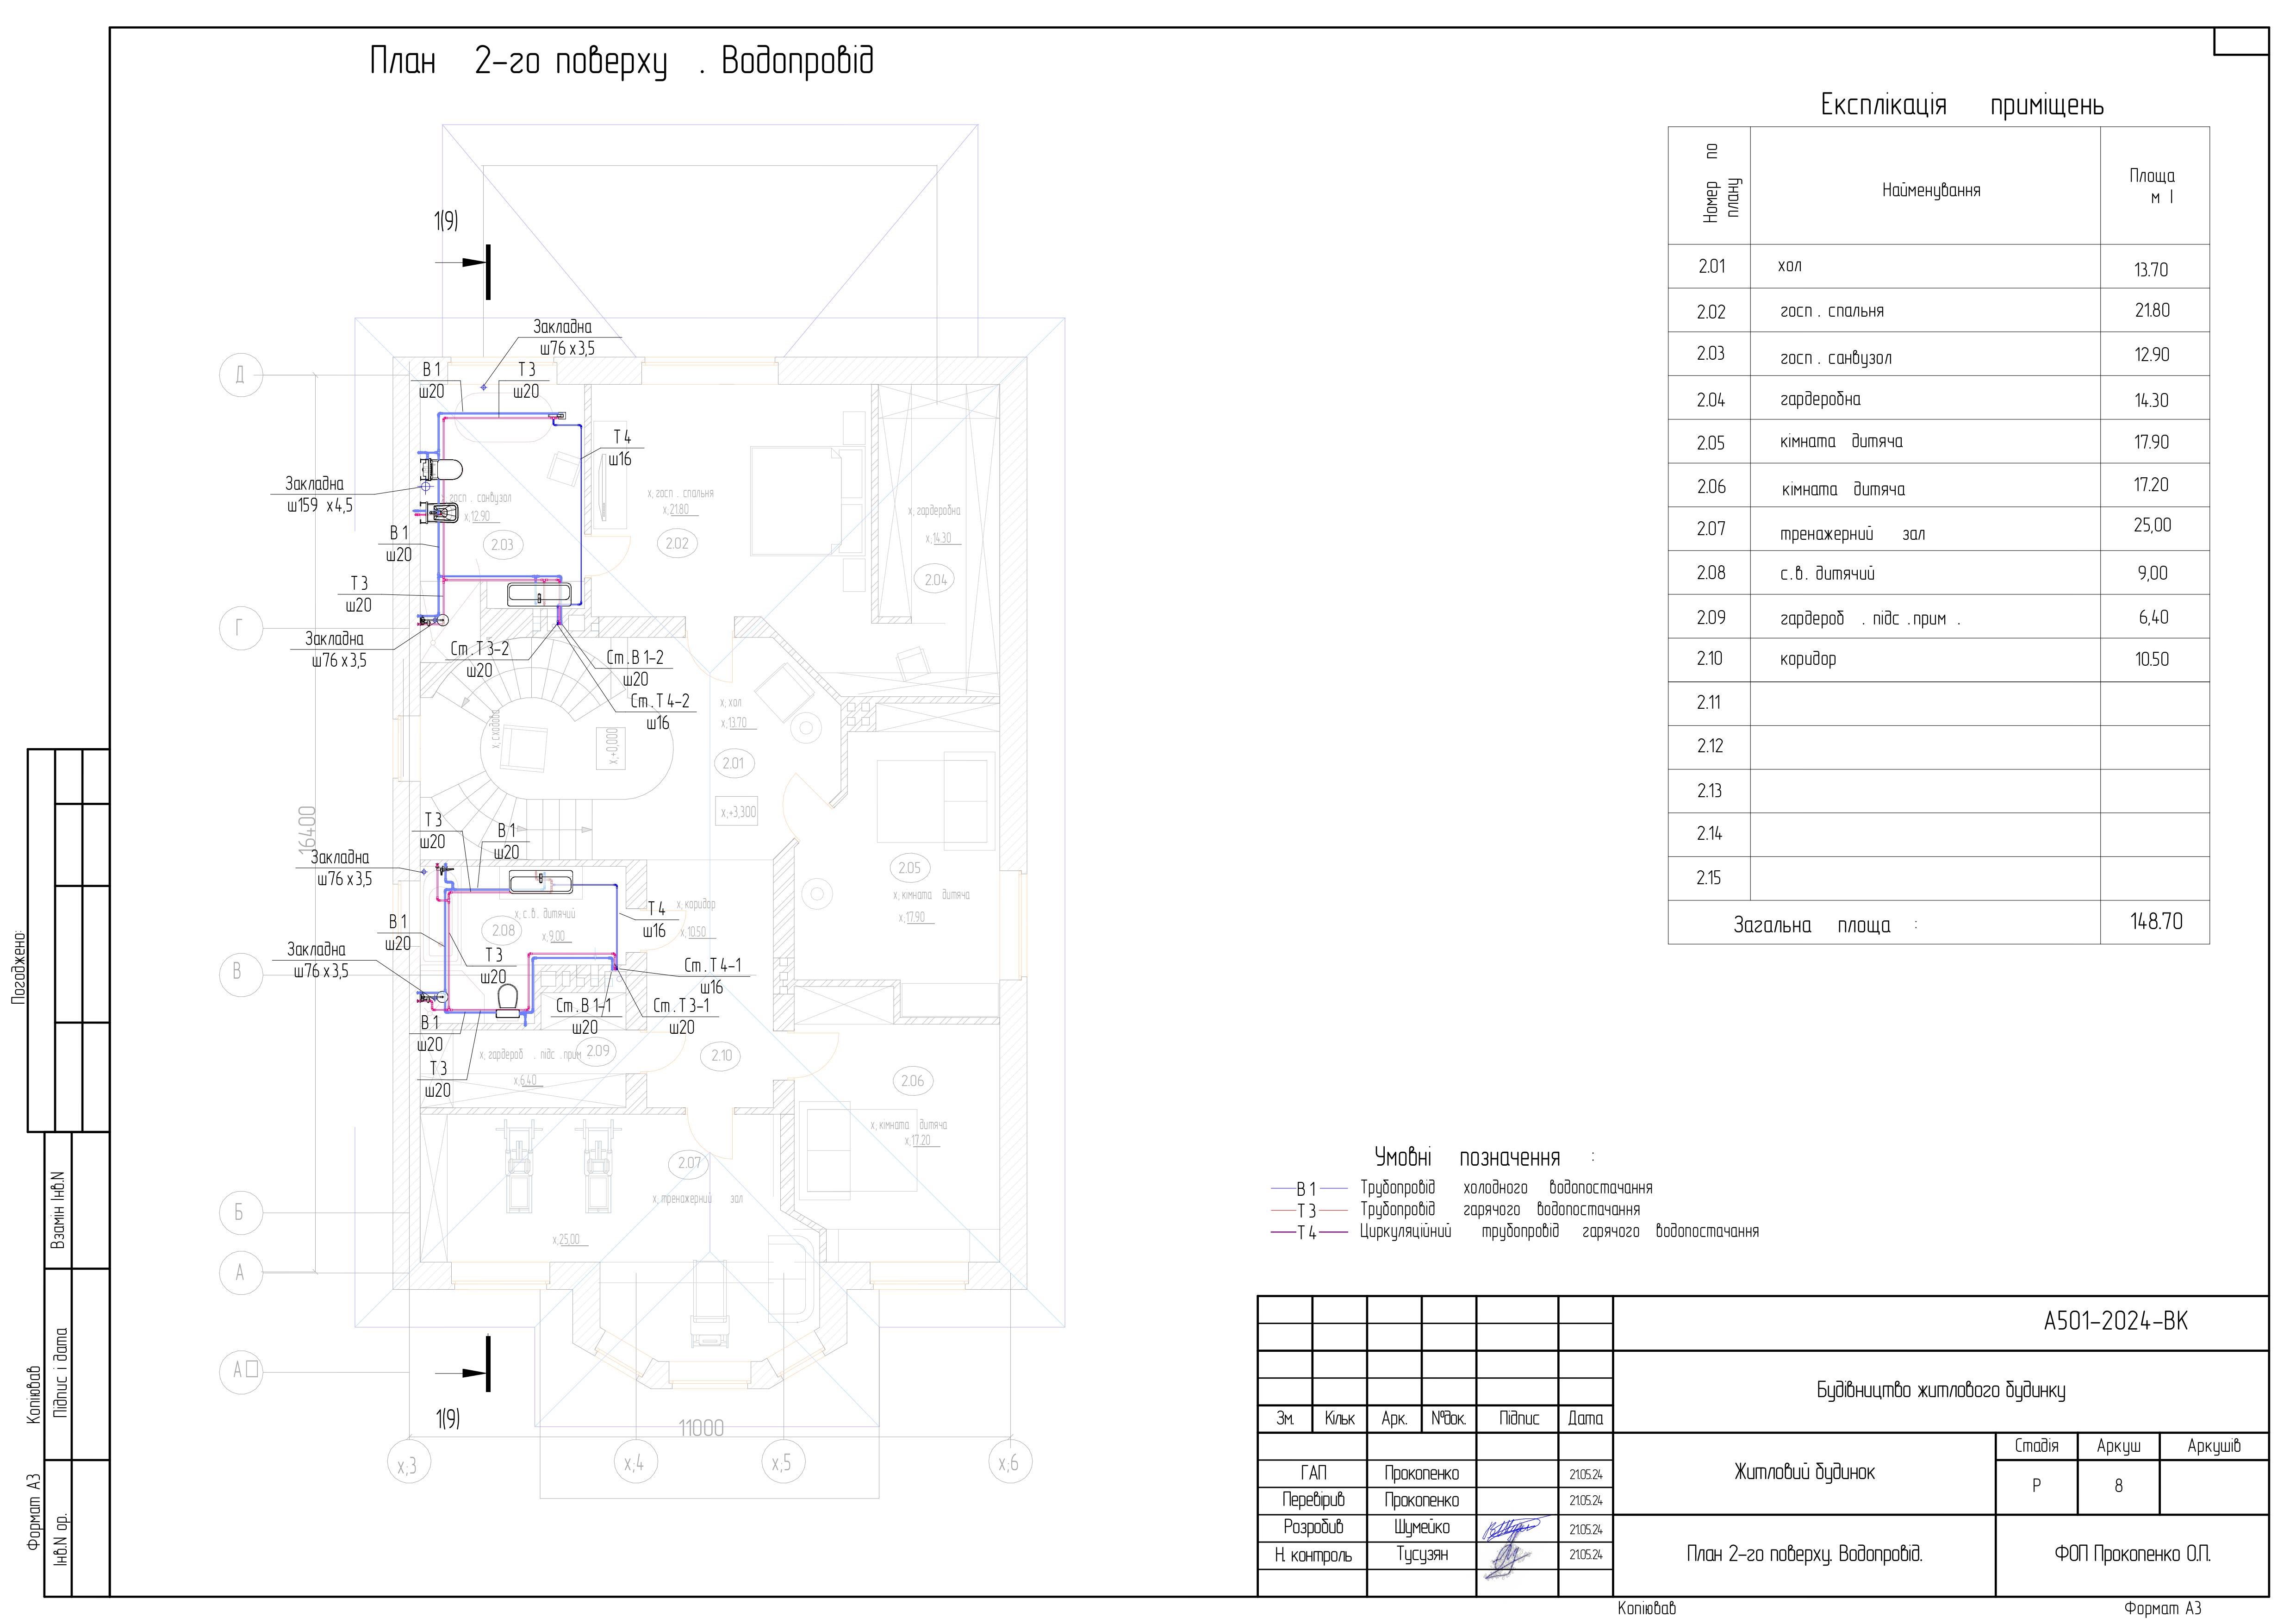 План 2-го поверху . Водопровід
Експлікація приміщень
Номер по плану
Найменування
Площа
м I
2.01 хол 13.70
2.02 госп . спальня 21.80
2.03 госп . санвузол 12.90
2.04 гардеробна 14.30
2.05 кімната дитяча 17.90
2.06 кімната дитяча 17.20
2.07 тренажерний зал 25,00
2.08 с.в. дитячий 9,00
2.09 гардероб . підс .прим . 6,40
2.10 коридор 10.50
2.11
2.12
2.13
2.14
2.15
Загальна площа : 148.70
1(9)
Закладна
ш76 х3,5
В 1
ш20
Т 3
ш20
Д
Т 4
ш16
Закладна
ш159 х4,5
х; госп . санвузол
х;12.90
2.03
х; госп . спальня
х;21.80
2.02
х; гардеробна
х;14.30
2.04
В 1
ш20
Т 3
ш20
Г
Закладна
ш76 х3,5
Ст .Т 3-2
ш20
Ст .В 1-2
ш20
Ст .Т 4-2
ш16
х; хол
х;13.70
х;сходова
х;+0,000
2.01
х;+3,300
16400
Т 3
ш20
В 1
ш20
Закладна
ш76 х3,5
2.05
х; кімната дитяча
х;17.90
х; с.в. дитячий
2.08
х;9.00
Т 4
ш16
х; коридор
х;10.50
В 1
ш20
Т 3
ш20
Закладна
ш76 х3,5
В
Ст .Т 4-1
ш16
Ст .В 1-1
ш20
Ст .Т 3-1
ш20
В 1
ш20
Т 3
ш20
х; гардероб . підс .прим
2.09
х;6.40
2.10
2.06
х; кімната дитяча
х;17.20
2.07
х; тренажерний зал
х;25.00
Б
А
А□
1(9)
11000
х;3
х;4
х;5
х;6
Умовні позначення :
В 1 Трубопровід холодного водопостачання
Т 3 Трубопровід гарячого водопостачання
Т 4 Циркуляційний трубопровід гарячого водопостачання
А501-2024-ВК
Будівництво житлового будинку
Зм. Кільк Арк. №док. Підпис Дата
Житловий будинок
Стадія Аркуш Аркушів
Р 8
ГАП Прокопенко 21.05.24
Перевірив Прокопенко 21.05.24
Розробив Шумейко 21.05.24
Н. контроль Тусузян 21.05.24
План 2-го поверху. Водопровід.
ФОП Прокопенко О.П.
Копіював
Формат А3
Погоджено:
Взамін Інв.N
Підпис і дата
Інв.N ор.
Копіював
Формат А3